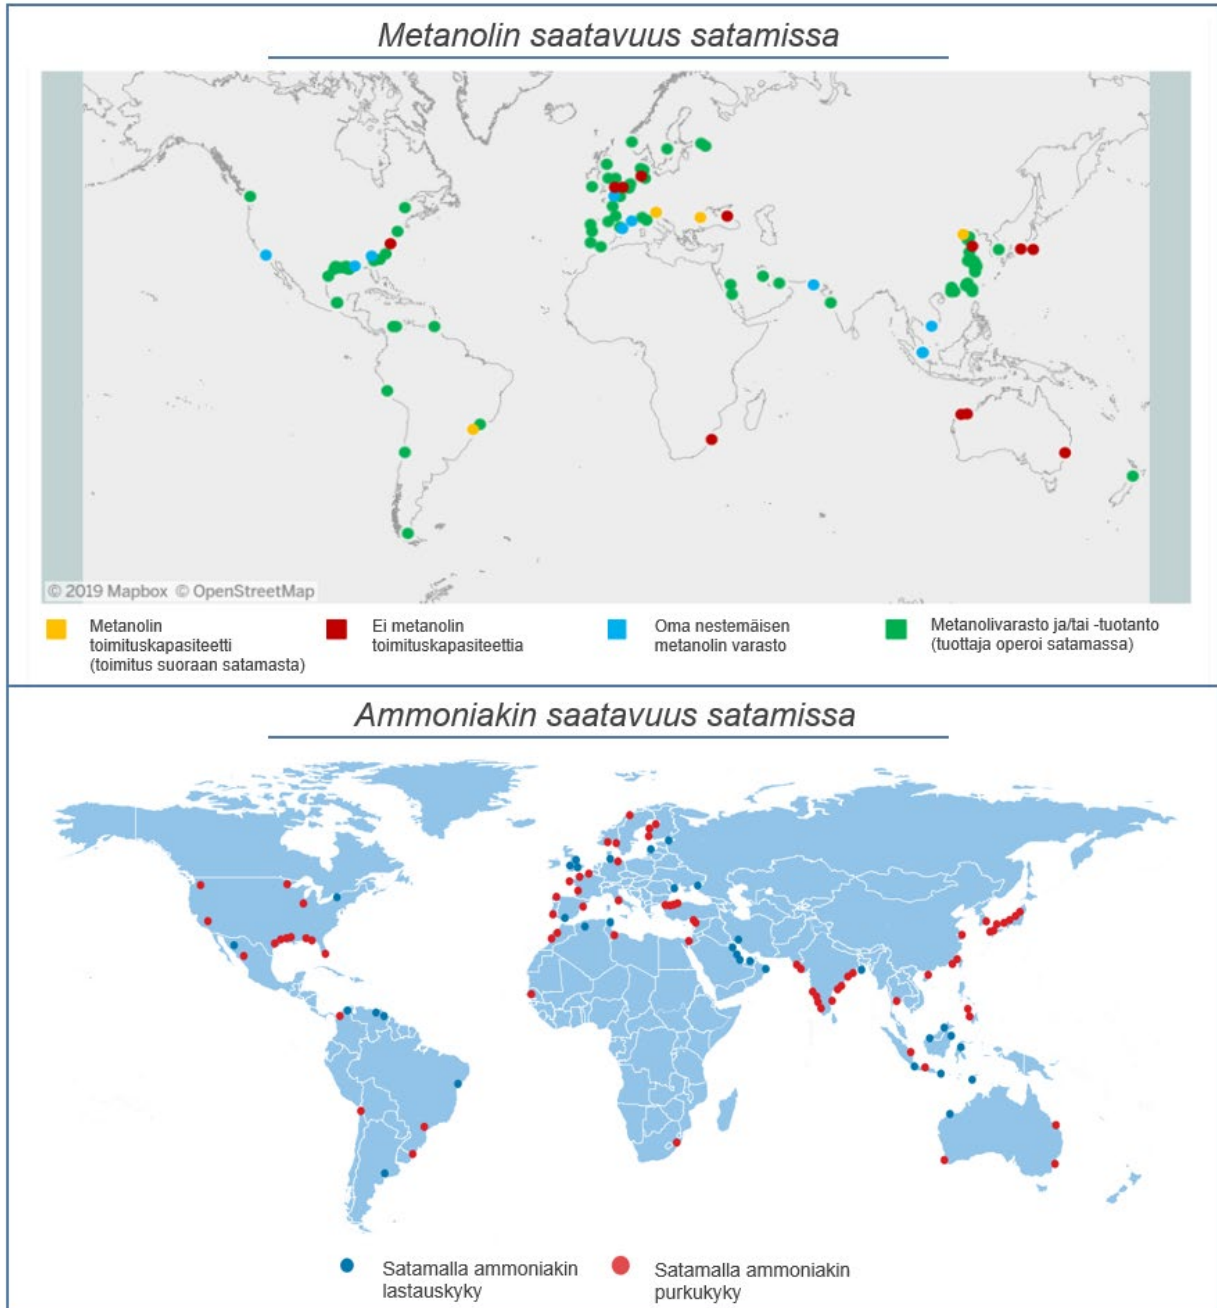 Metanolin saatavuus satamissa
© 2019 Mapbox © OpenStreetMap
Metanolin
toimituskapasiteetti
(toimitus suoraan satamasta)
Ei metanolin
toimituskapasiteettia
Oma nestemäisen
metanolin varasto
Metanolivarasto ja/tai -tuotanto
(tuottaja operoi satamassa)
Ammoniakin saatavuus satamissa
Satamalla ammoniakin
lastauskyky
Satamalla ammoniakin
purkukyky